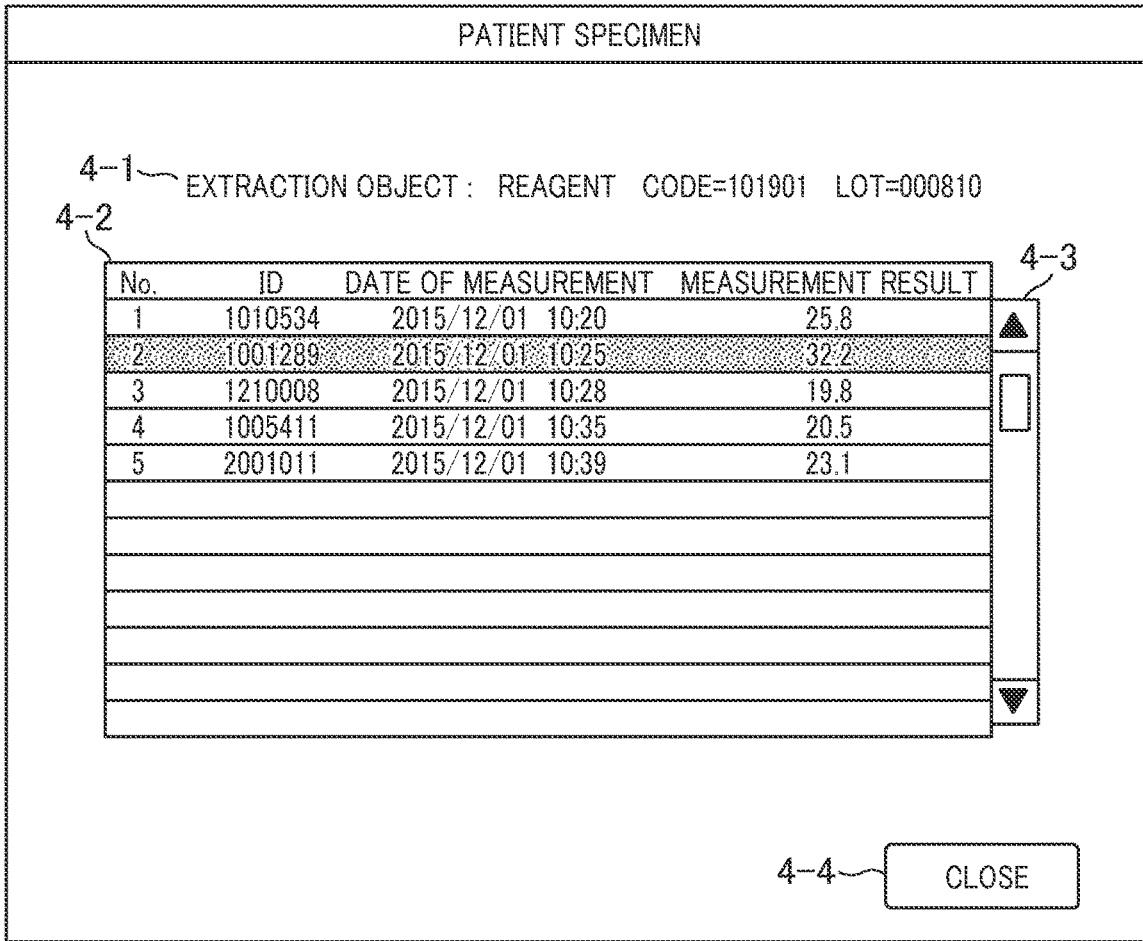 PATIENT SPECIMEN
4-1 EXTRACTION OBJECT : REAGENT CODE=101901 LOT=000810
4-2
4-3
No. ID DATE OF MEASUREMENT MEASUREMENT RESULT
1 1010534 2015/12/01 10:20 25.8
2 1001289 2015/12/01 10:25 32.2
3 1210008 2015/12/01 10:28 19.8
4 1005411 2015/12/01 10:35 20.5
5 2001011 2015/12/01 10:39 23.1
4-4 CLOSE